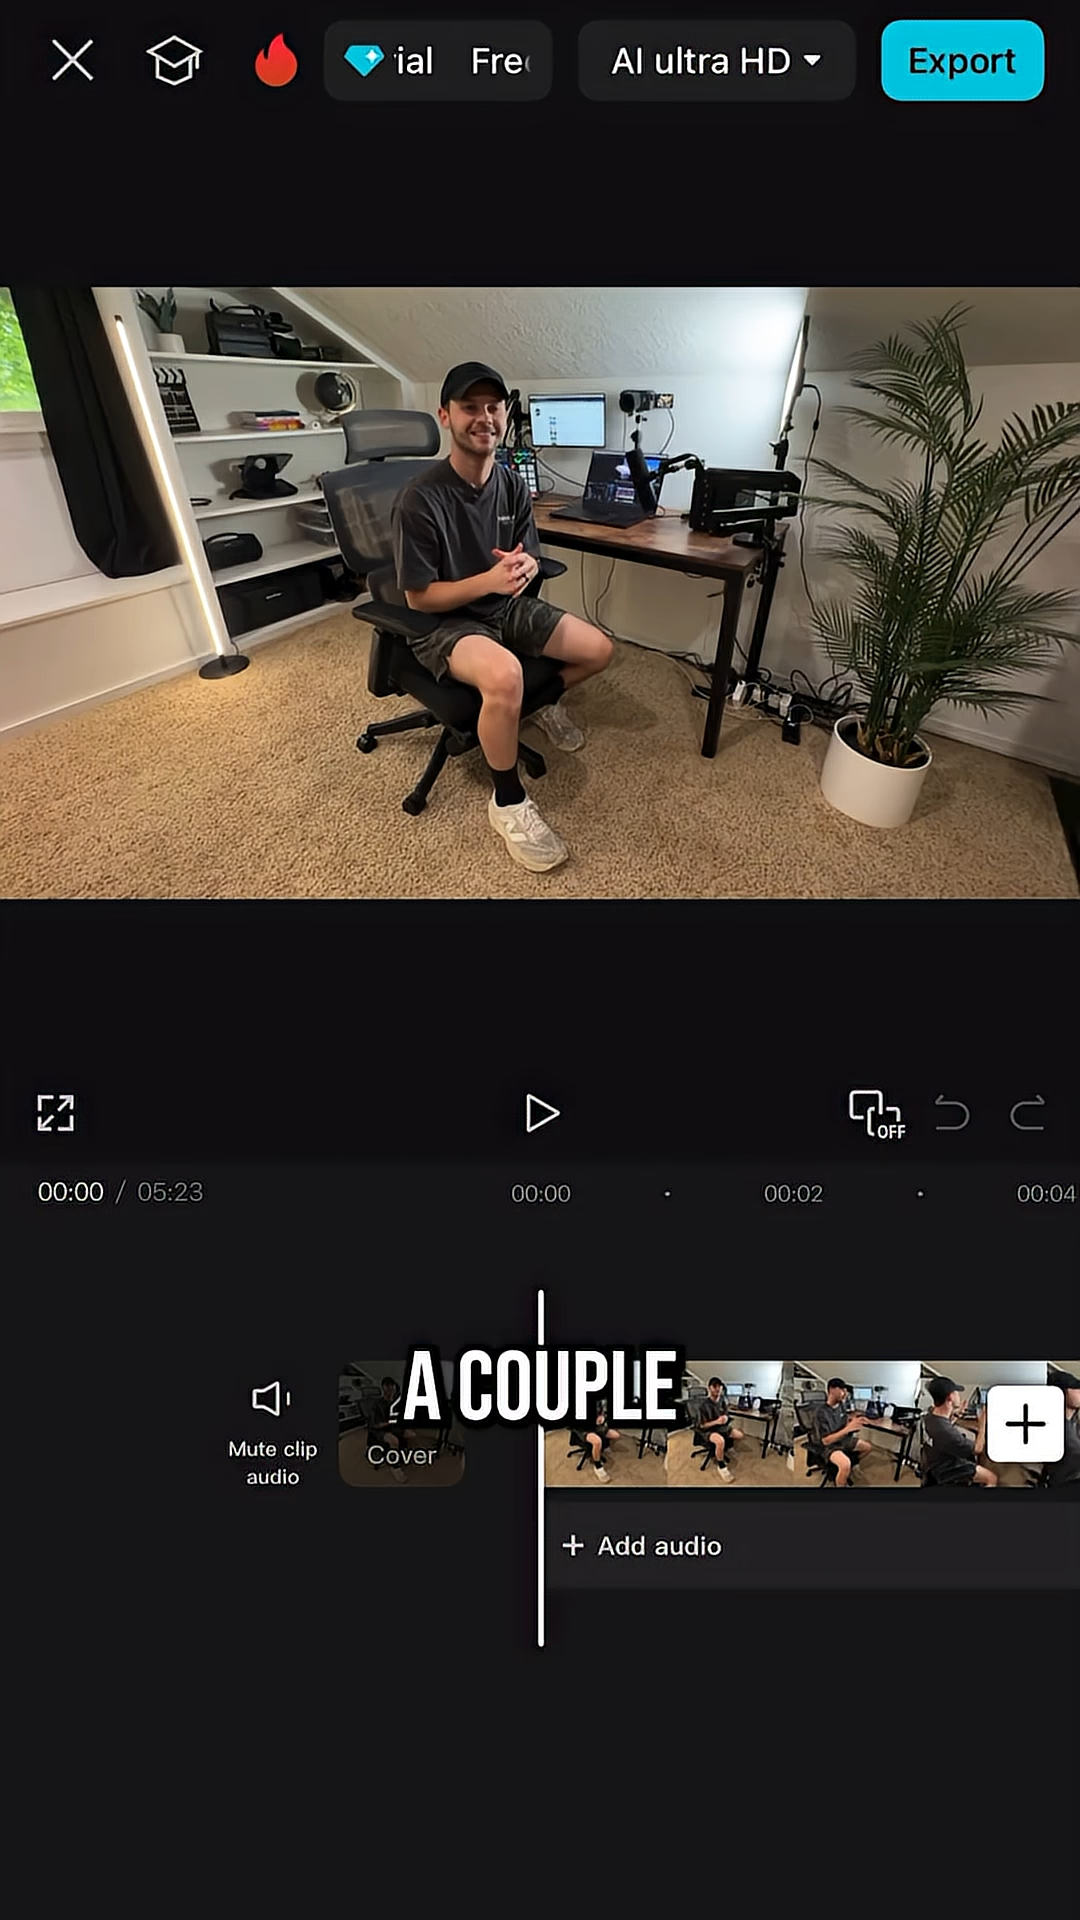 ial Fre
AI ultra HD
Export
OFF
00:00 / 05:23
00:00
00:02
00:04
A COUPLE
Mute clip
audio
Cover
+ Add audio